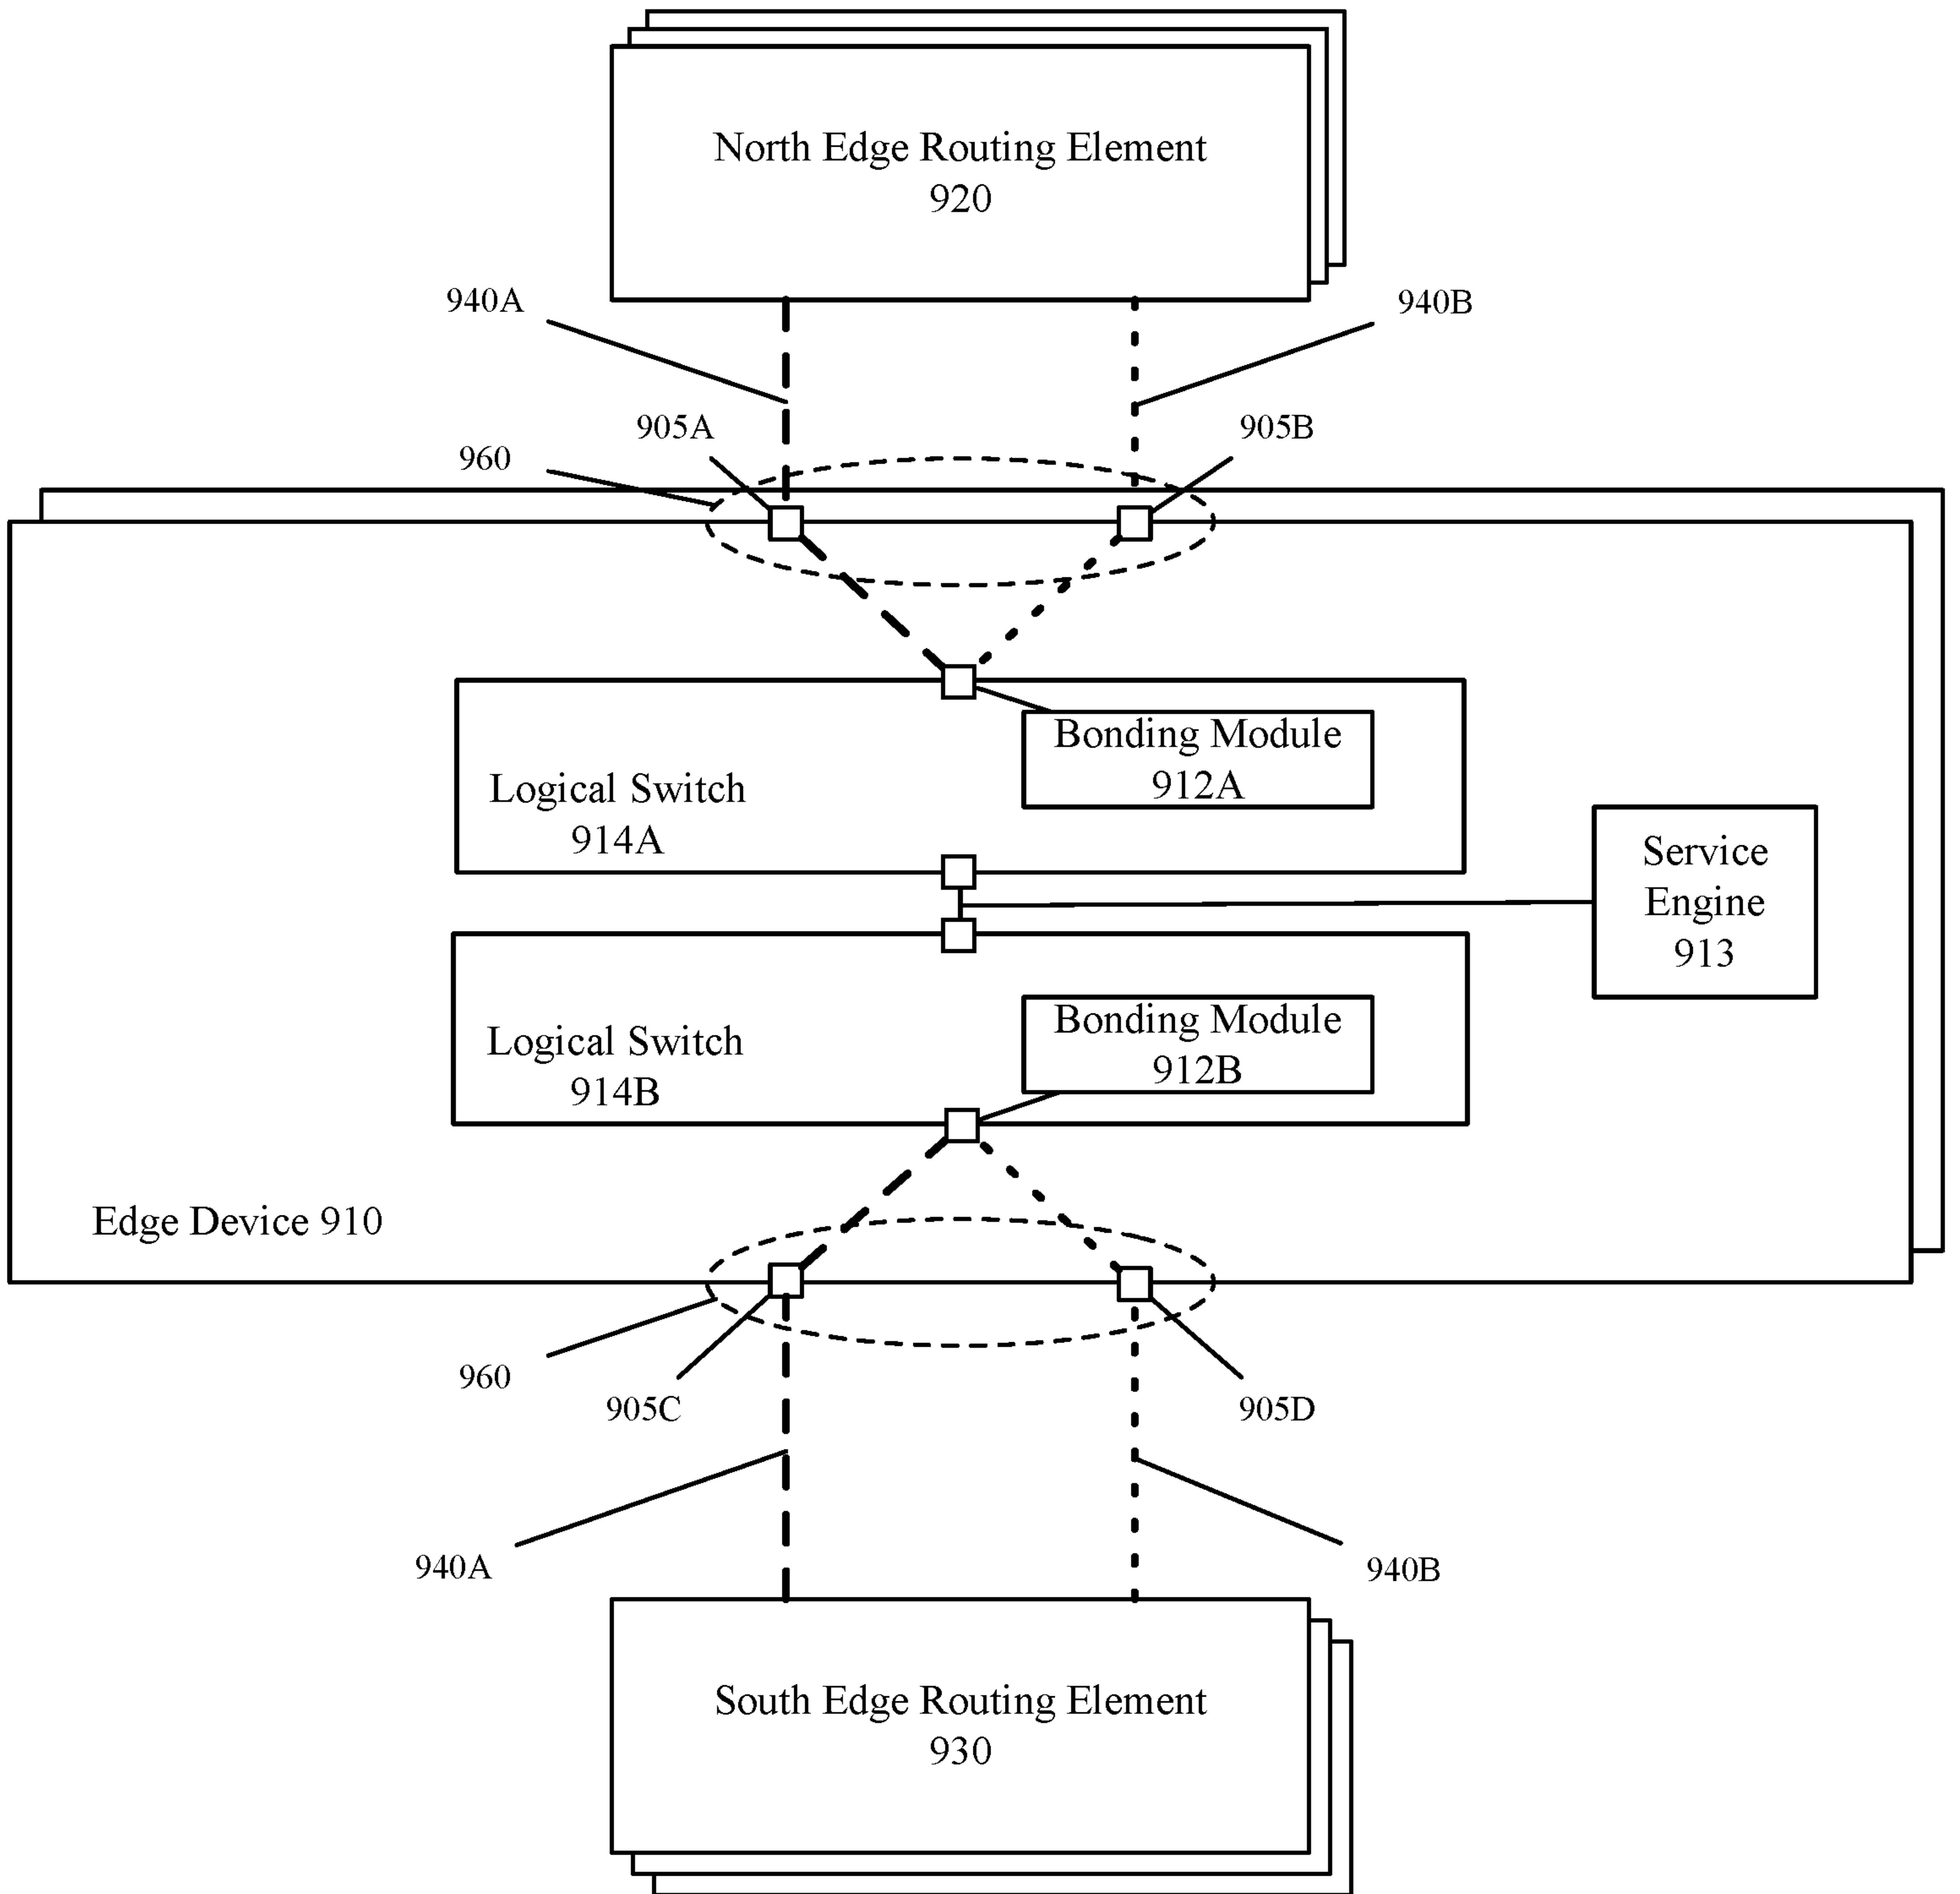 North Edge Routing Element
920
940A
940B
905A
905B
960
Bonding Module
912A
Logical Switch
914A
Service
Engine
913
Bonding Module
912B
Logical Switch
914B
Edge Device 910
960
905C
905D
940A
940B
South Edge Routing Element
930